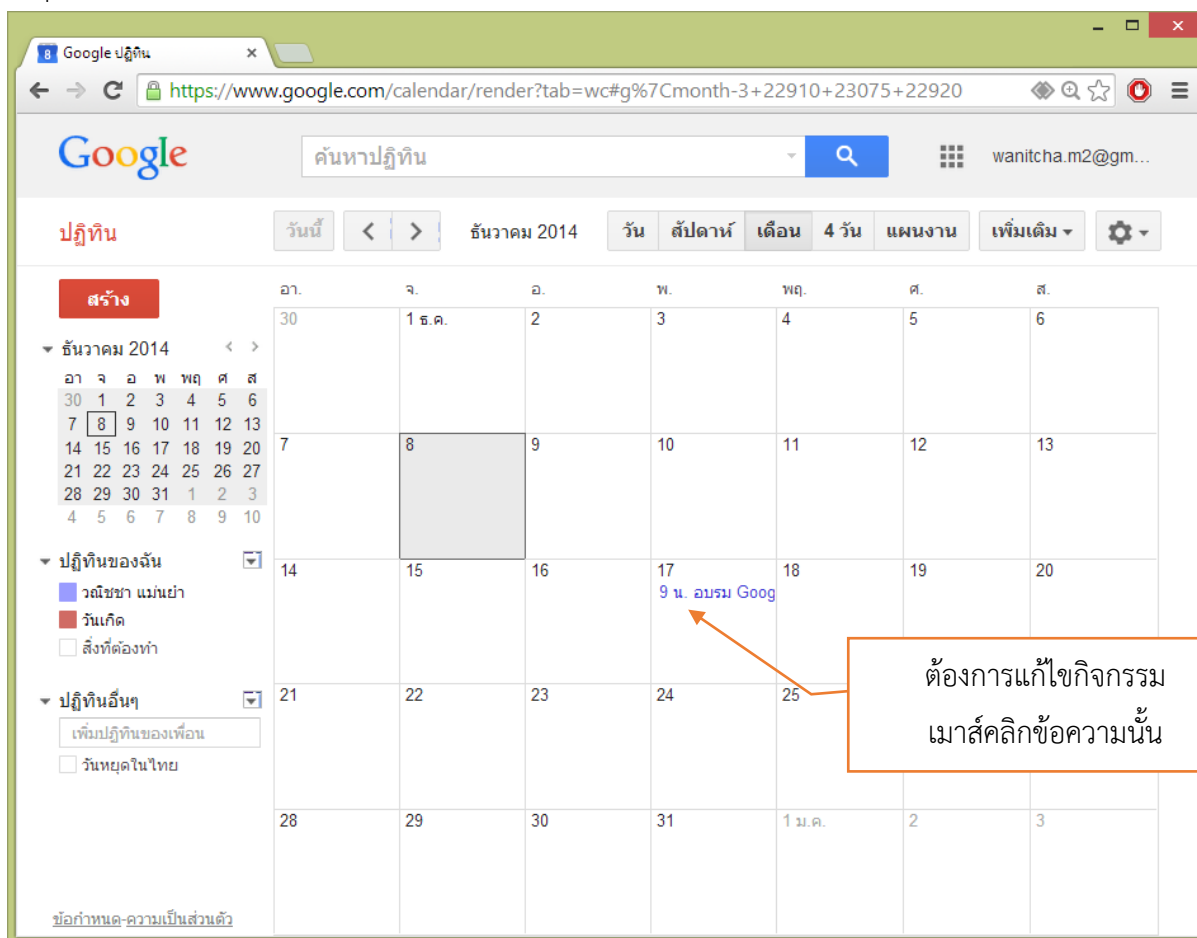 Google ปฏิทิน
https://www.google.com/calendar/render?tab=wc#g%7Cmonth-3+22910+23075+22920
Google
ค้นหาปฏิทิน
wanitcha.m2@gm...
ปฏิทิน
วันนี้ ธันวาคม 2014 วัน สัปดาห์ เดือน 4 วัน แผนงาน เพิ่มเติม
สร้าง
ธันวาคม 2014
อา จ อ พ พฤ ศ ส
30 1 2 3 4 5 6
7 8 9 10 11 12 13
14 15 16 17 18 19 20
21 22 23 24 25 26 27
28 29 30 31 1 2 3
4 5 6 7 8 9 10
ปฏิทินของฉัน
วณิชชา แม่นยำ
วันเกิด
สิ่งที่ต้องทำ
ปฏิทินอื่นๆ
เพิ่มปฏิทินของเพื่อน
วันหยุดในไทย
ข้อกำหนด-ความเป็นส่วนตัว
อา. จ. อ. พ. พฤ. ศ. ส.
30 1 ธ.ค. 2 3 4 5 6
7 8 9 10 11 12 13
14 15 16 17 18 19 20
9 น. อบรม Goog
21 22 23 24 25
28 29 30 31 1 ม.ค. 2 3
ต้องการแก้ไขกิจกรรม
เมาส์คลิกข้อความนั้น